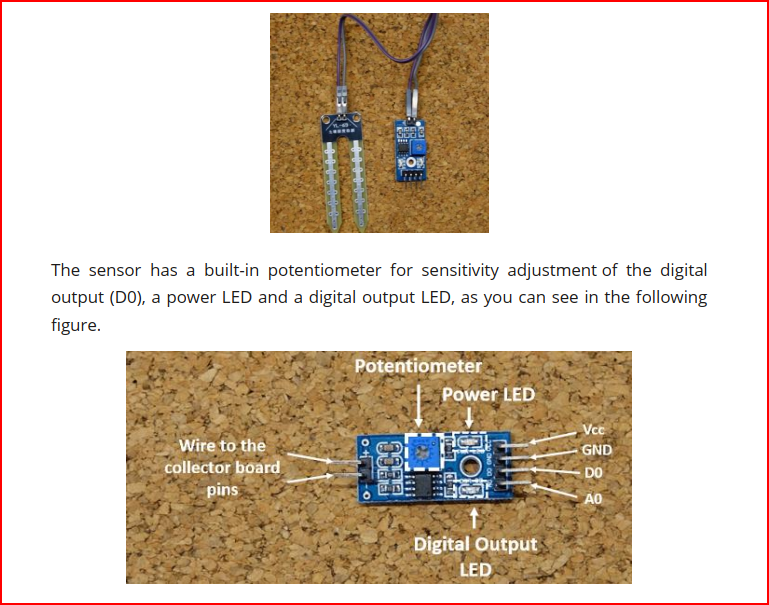 YL-69
The sensor has a built-in potentiometer for sensitivity adjustment of the digital
output (D0), a power LED and a digital output LED, as you can see in the following
figure.
Potentiometer
Power LED
Vcc
GND
D0
A0
Wire to the
collector board
pins
Digital Output
LED